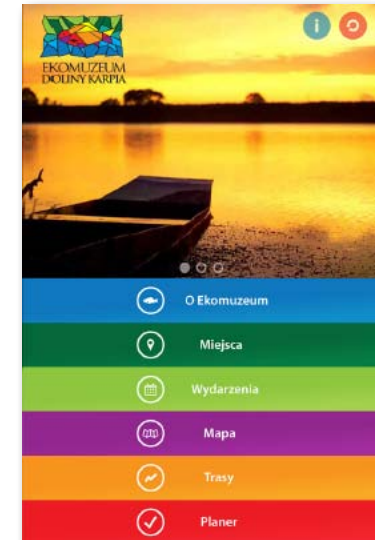 EKOMUZEUM
DOLINY KARPIA
i
O Ekomuzeum
Miejsca
Wydarzenia
Mapa
Trasy
Planer